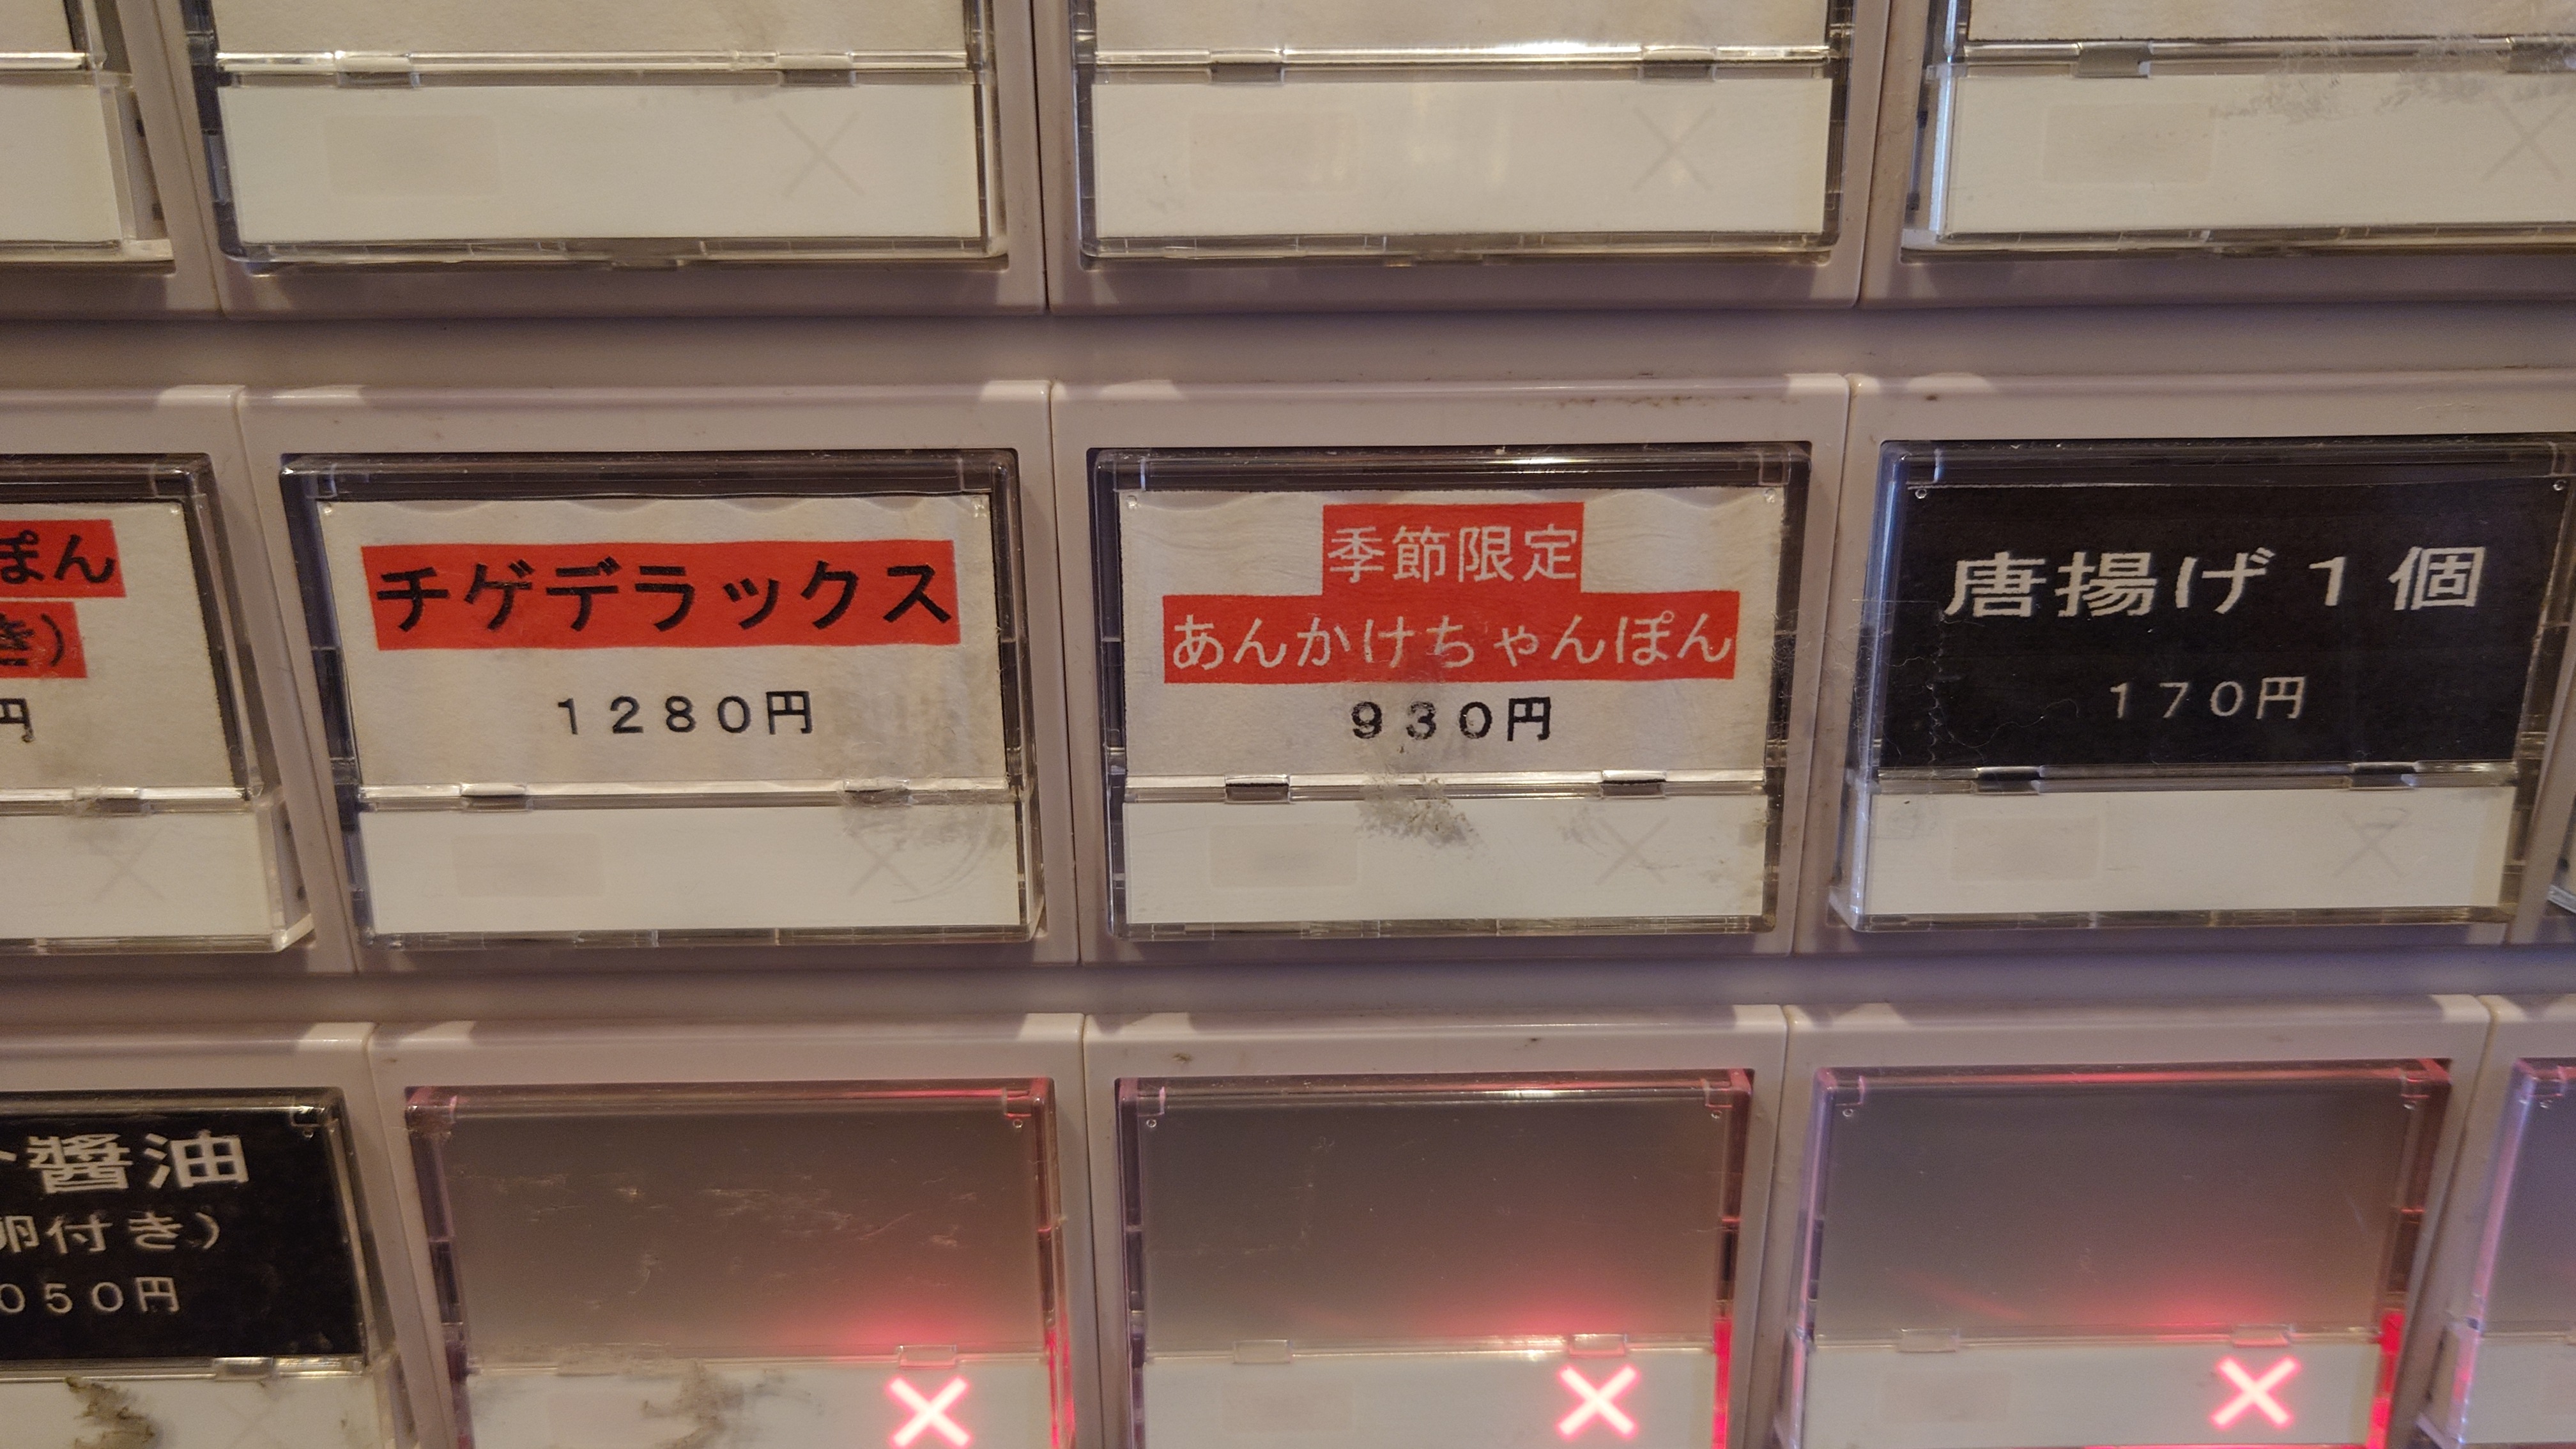 ぽん
き）
円
チゲデラックス
１２８０円
季節限定
あんかけちゃんぽん
９３０円
唐揚げ１個
１７０円
醬油
卵付き）
０５０円